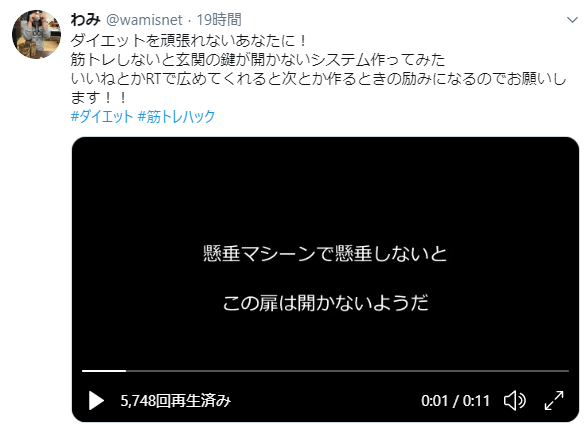 わみ @wamisnet · 19時間
ダイエットを頑張れないあなたに！
筋トレしないと玄関の鍵が開かないシステム作ってみた
いいねとかRTで広めてくれると次とか作るときの励みになるのでお願いし
ます！！
#ダイエット #筋トレハック
懸垂マシーンで懸垂しないと
この扉は開かないようだ
5,748回再生済み 0:01 / 0:11